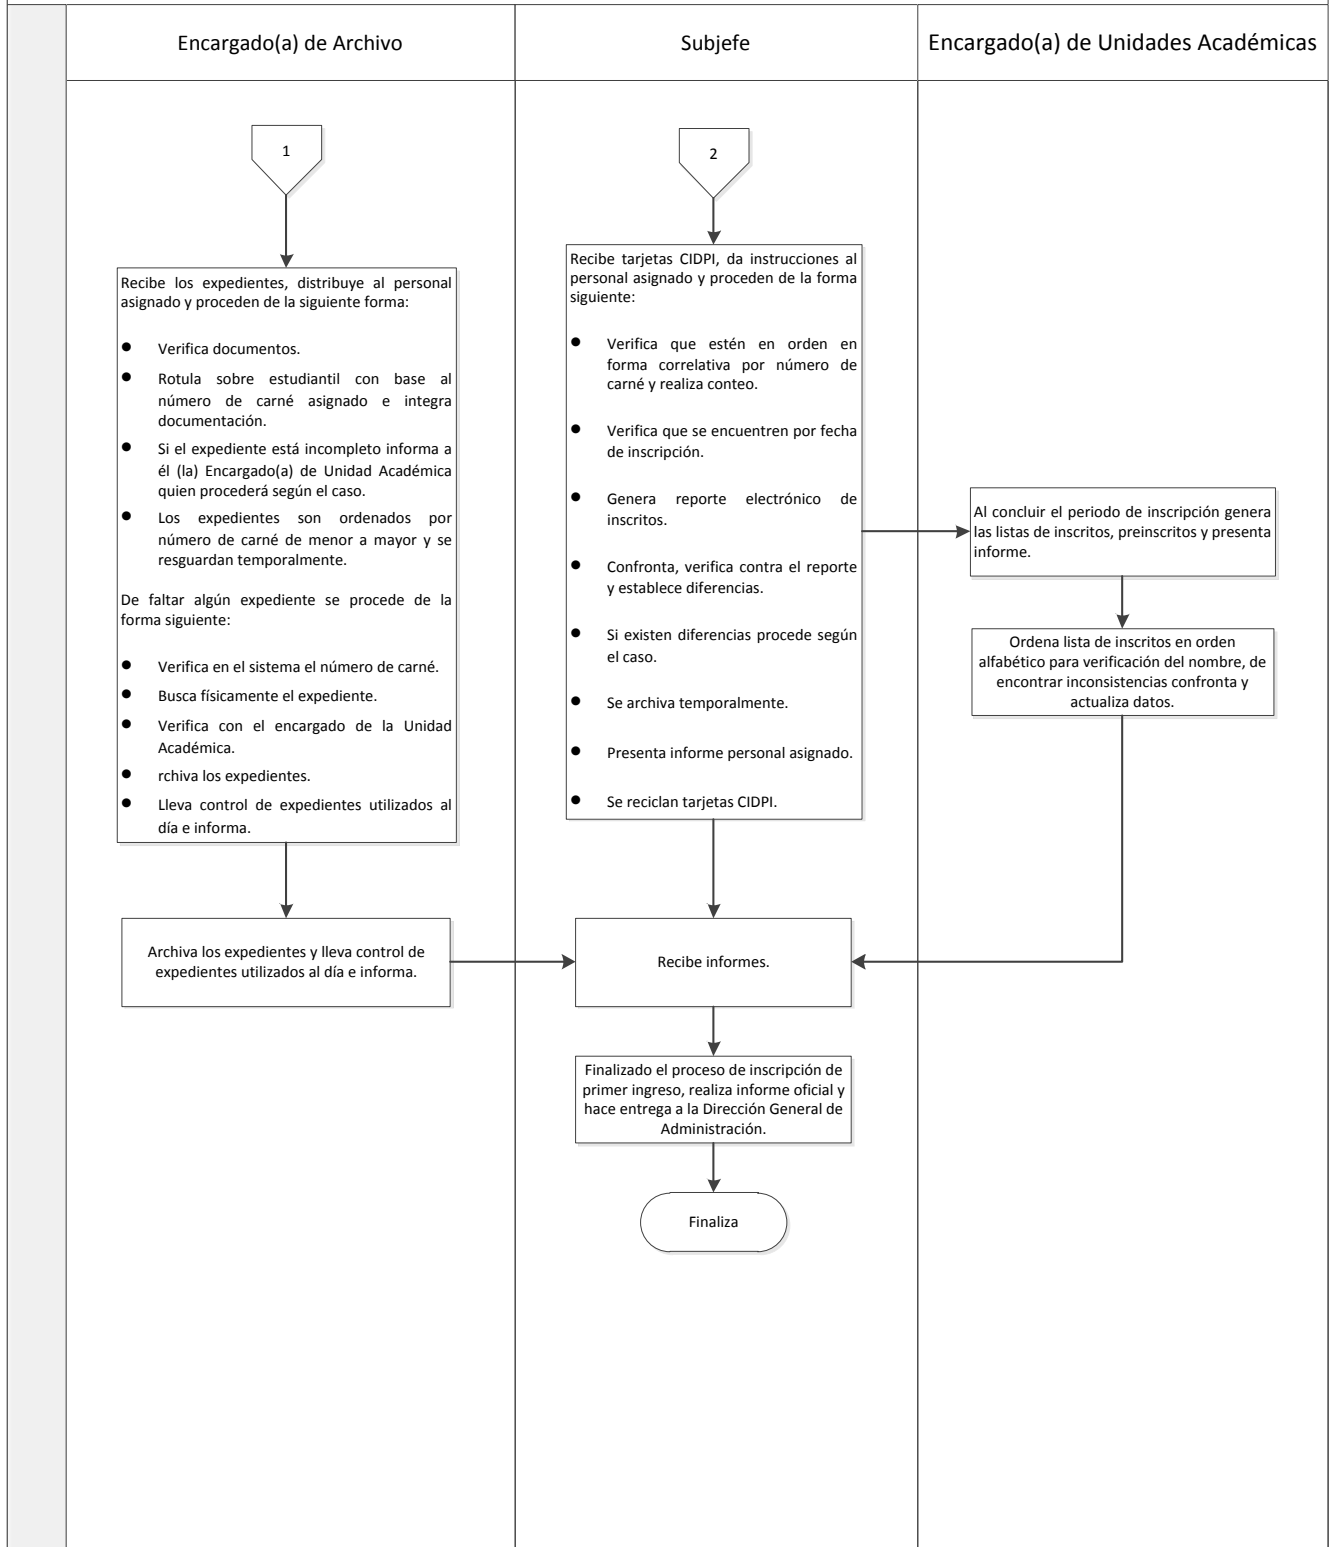 Encargado(a) de Archivo
Subjefe
Encargado(a) de Unidades Académicas
1
Recibe los expedientes, distribuye al personal
asignado y proceden de la siguiente forma:
● Verifica documentos.
● Rotula sobre estudiantil con base al
número de carné asignado e integra
documentación.
● Si el expediente está incompleto informa a
él (la) Encargado(a) de Unidad Académica
quien procederá según el caso.
● Los expedientes son ordenados por
número de carné de menor a mayor y se
resguardan temporalmente.
De faltar algún expediente se procede de la
forma siguiente:
● Verifica en el sistema el número de carné.
● Busca físicamente el expediente.
● Verifica con el encargado de la Unidad
Académica.
● rchiva los expedientes.
● Lleva control de expedientes utilizados al
día e informa.
Archiva los expedientes y lleva control de
expedientes utilizados al día e informa.
2
Recibe tarjetas CIDPI, da instrucciones al
personal asignado y proceden de la forma
siguiente:
● Verifica que estén en orden en
forma correlativa por número de
carné y realiza conteo.
● Verifica que se encuentren por fecha
de inscripción.
● Genera reporte electrónico de
inscritos.
● Confronta, verifica contra el reporte
y establece diferencias.
● Si existen diferencias procede según
el caso.
● Se archiva temporalmente.
● Presenta informe personal asignado.
● Se reciclan tarjetas CIDPI.
Al concluir el periodo de inscripción genera
las listas de inscritos, preinscritos y presenta
informe.
Ordena lista de inscritos en orden
alfabético para verificación del nombre, de
encontrar inconsistencias confronta y
actualiza datos.
Recibe informes.
Finalizado el proceso de inscripción de
primer ingreso, realiza informe oficial y
hace entrega a la Dirección General de
Administración.
Finaliza